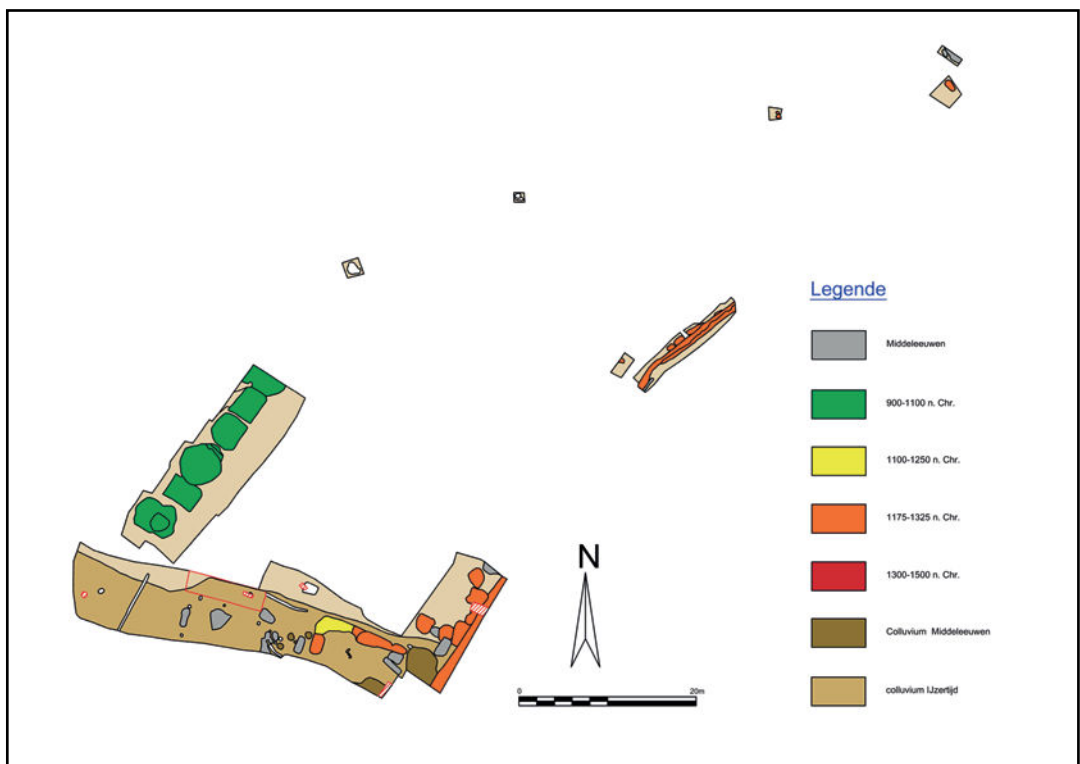 Legende
Middeleeuwen
900-1100 n. Chr.
1100-1250 n. Chr.
1175-1325 n. Chr.
1300-1500 n. Chr.
Colluvium Middeleeuwen
colluvium IJzertijd
N
0 20m